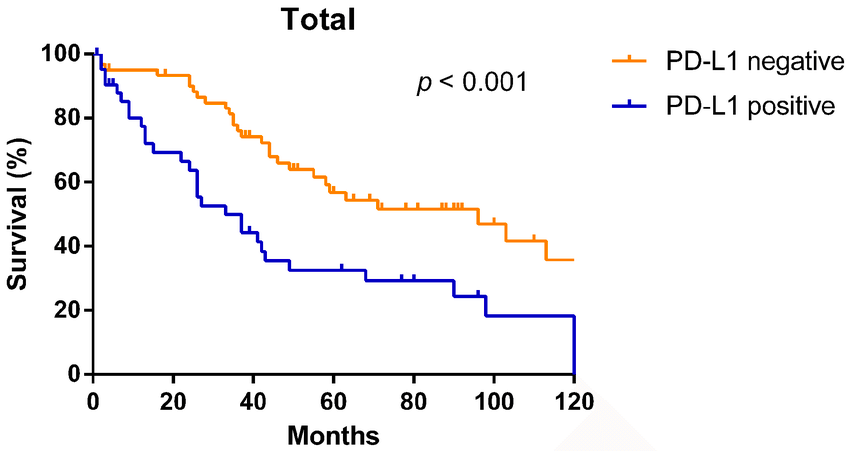 Total
100
80
60
40
20
0
Survival (%)
p < 0.001
PD-L1 negative
PD-L1 positive
0 20 40 60 80 100 120
Months